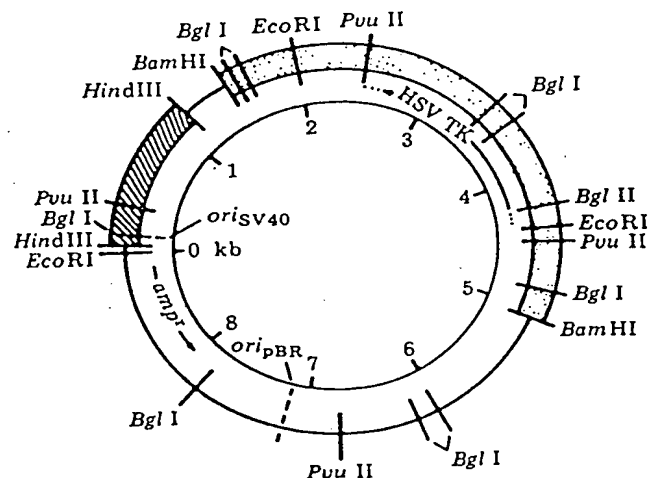 Bgl I
EcoRI
Pvu II
BamHI
HindIII
Bgl I
HSV TK
2
3
1
4
Pvu II
Bgl I
HindIII
EcoRI
oriSV40
0 kb
Bgl II
EcoRI
Pvu II
Bgl I
BamHI
5
ampr
8
oripBR
7
6
Bgl I
Pvu II
Bgl I